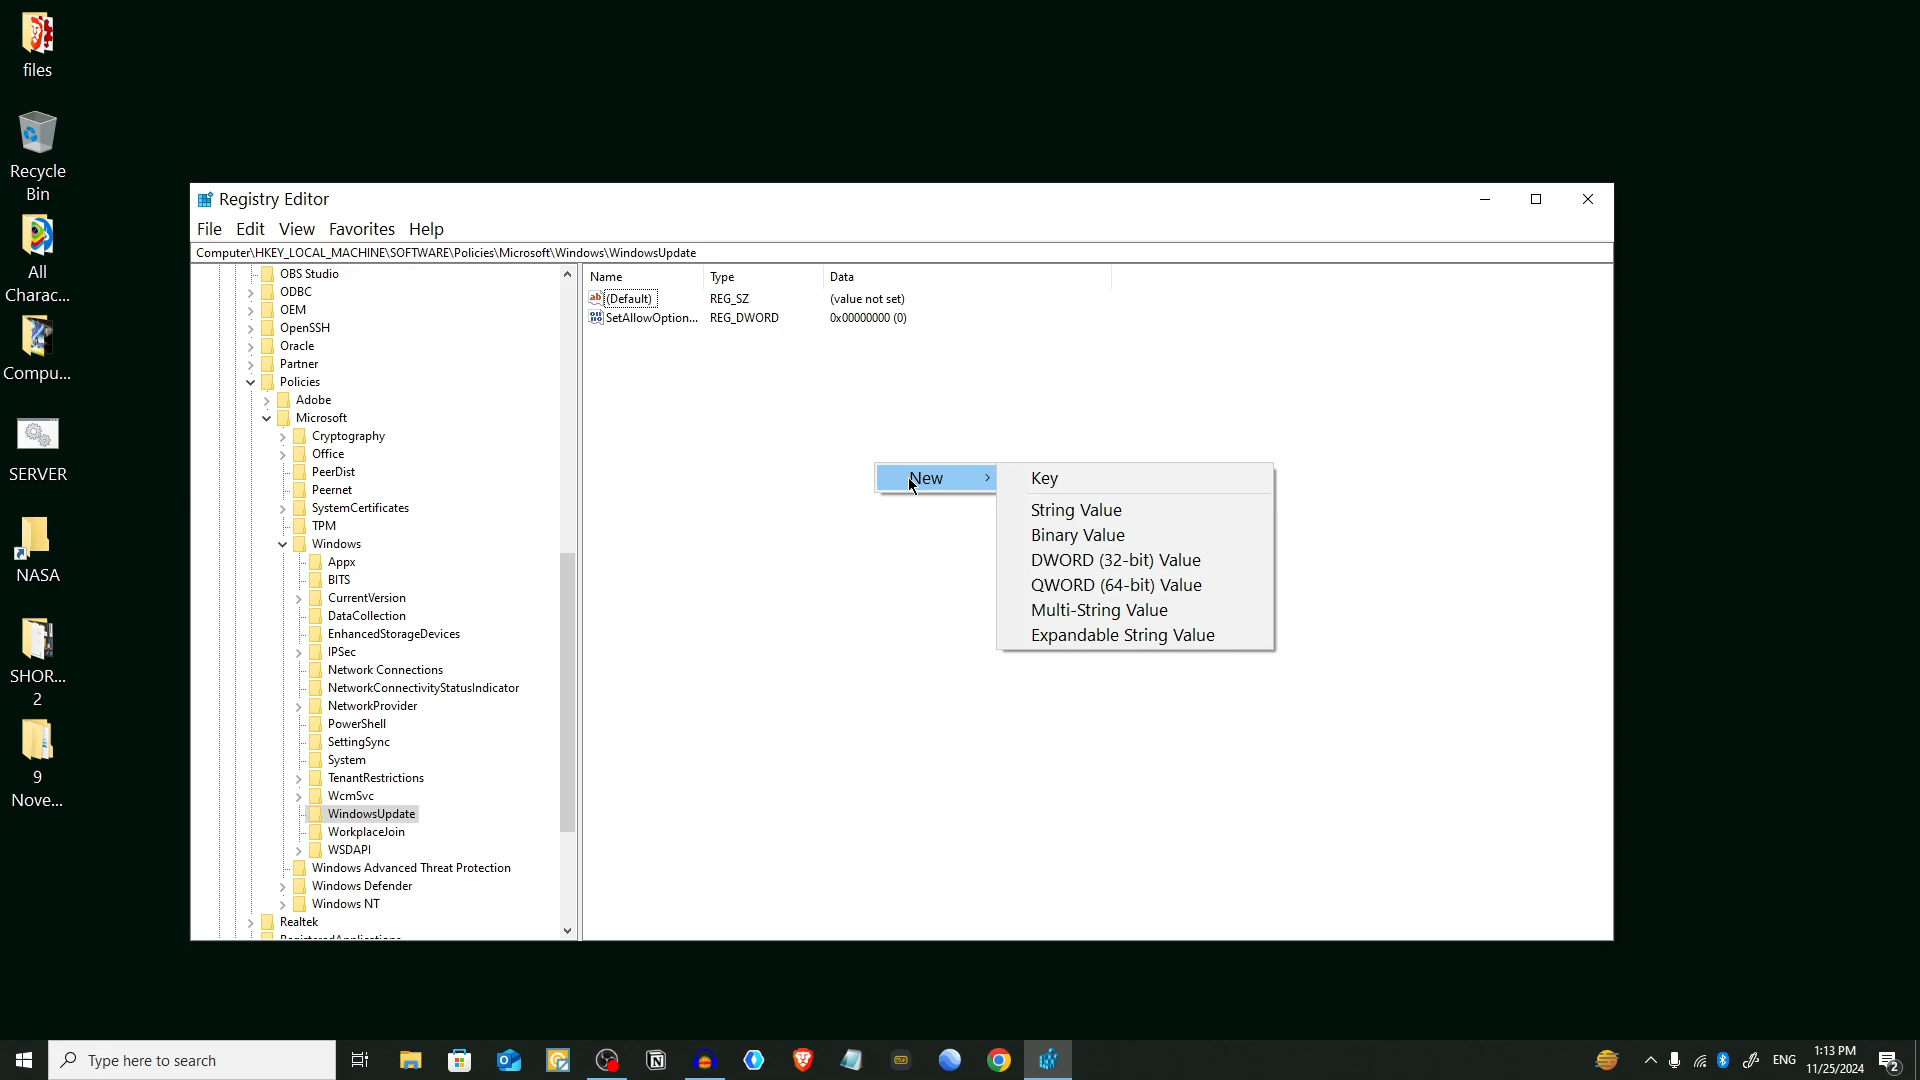 files
Recycle
Bin
All
Charac...
Compu...
SERVER
NASA
SHOR...
2
9
Nove...
Registry Editor
File Edit View Favorites Help
Computer\HKEY_LOCAL_MACHINE\SOFTWARE\Policies\Microsoft\Windows\WindowsUpdate
OBS Studio
ODBC
OEM
OpenSSH
Oracle
Partner
Policies
Adobe
Microsoft
Cryptography
Office
PeerDist
Peernet
SystemCertificates
TPM
Windows
Appx
BITS
CurrentVersion
DataCollection
EnhancedStorageDevices
IPSec
Network Connections
NetworkConnectivityStatusIndicator
NetworkProvider
PowerShell
SettingSync
System
TenantRestrictions
WcmSvc
WindowsUpdate
WorkplaceJoin
WSDAPI
Windows Advanced Threat Protection
Windows Defender
Windows NT
Realtek
RegisteredApplications
Name Type Data
(Default) REG_SZ (value not set)
SetAllowOption... REG_DWORD 0x00000000 (0)
New
Key
String Value
Binary Value
DWORD (32-bit) Value
QWORD (64-bit) Value
Multi-String Value
Expandable String Value
Type here to search
ENG
1:13 PM
11/25/2024
2